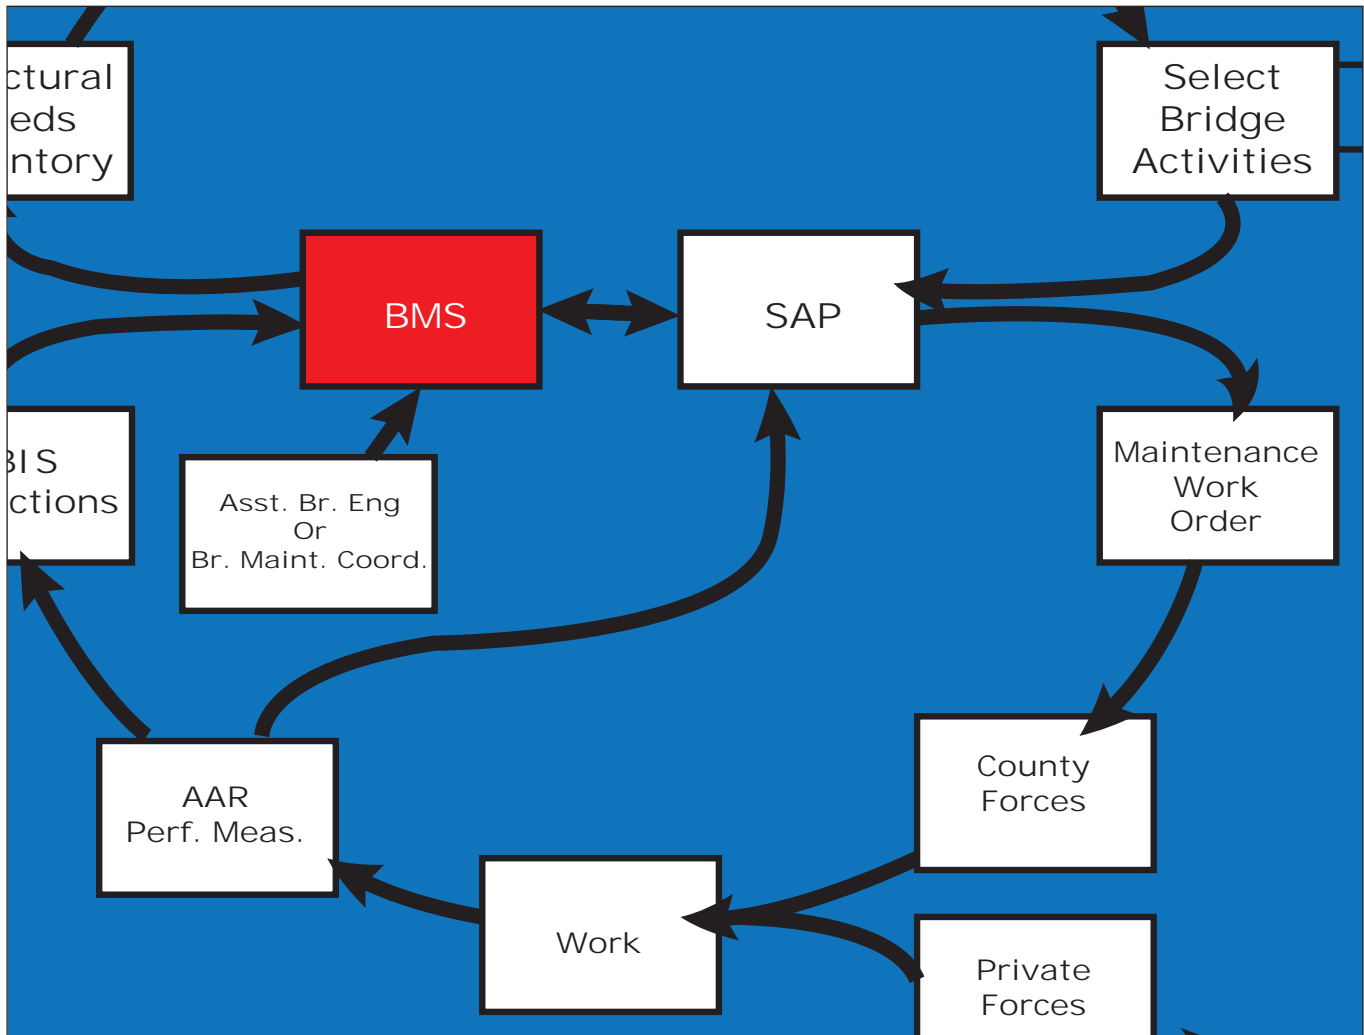 ctural
eds
ntory
Select
Bridge
Activities
BMS
SAP
BIS
ctions
Asst. Br. Eng
Or
Br. Maint. Coord.
Maintenance
Work
Order
AAR
Perf. Meas.
County
Forces
Work
Private
Forces